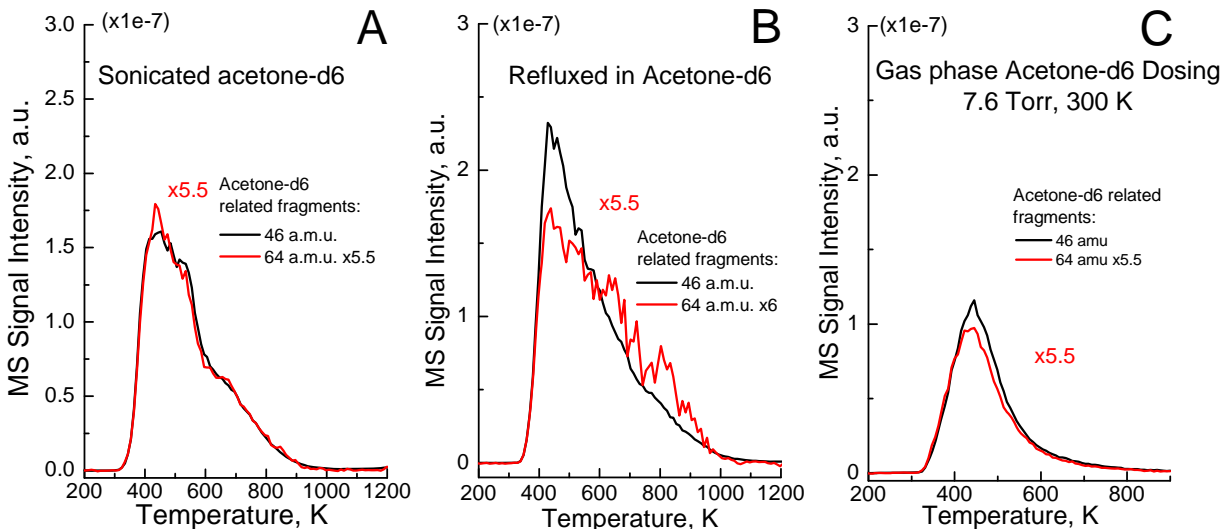 (x1e-7)
A
Sonicated acetone-d6
x5.5
Acetone-d6
related fragments:
46 a.m.u.
64 a.m.u. x5.5
3.0
2.5
2.0
1.5
1.0
0.5
0.0
MS Signal Intensity, a.u.
200 400 600 800 1000 1200
Temperature, K
(x1e-7)
B
Refluxed in Acetone-d6
x5.5
Acetone-d6
related fragments:
46 a.m.u.
64 a.m.u. x6
3
2
1
0
MS Signal Intensity, a.u.
200 400 600 800 1000 1200
Temperature, K
(x1e-7)
C
Gas phase Acetone-d6 Dosing
7.6 Torr, 300 K
Acetone-d6 related
fragments:
46 amu
64 amu x5.5
x5.5
3
2
1
0
MS Signal Intensity, a.u.
200 400 600 800
Temperature, K